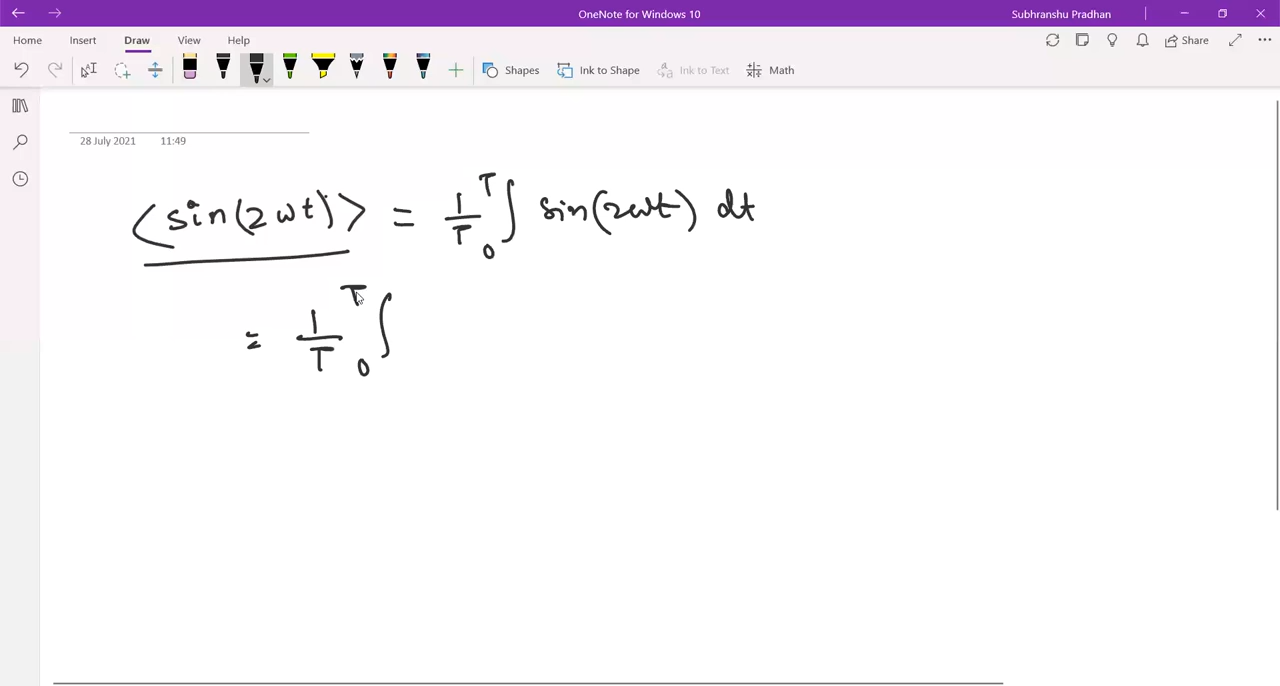 OneNote for Windows 10
Subhranshu Pradhan
Home Insert Draw View Help
Share
Shapes Ink to Shape Ink to Text Math
28 July 2021 11:49
⟨sin(2ωt)⟩ = 1/T ∫₀ᵀ sin(2ωt) dt
= 1/T ∫₀ᵀ